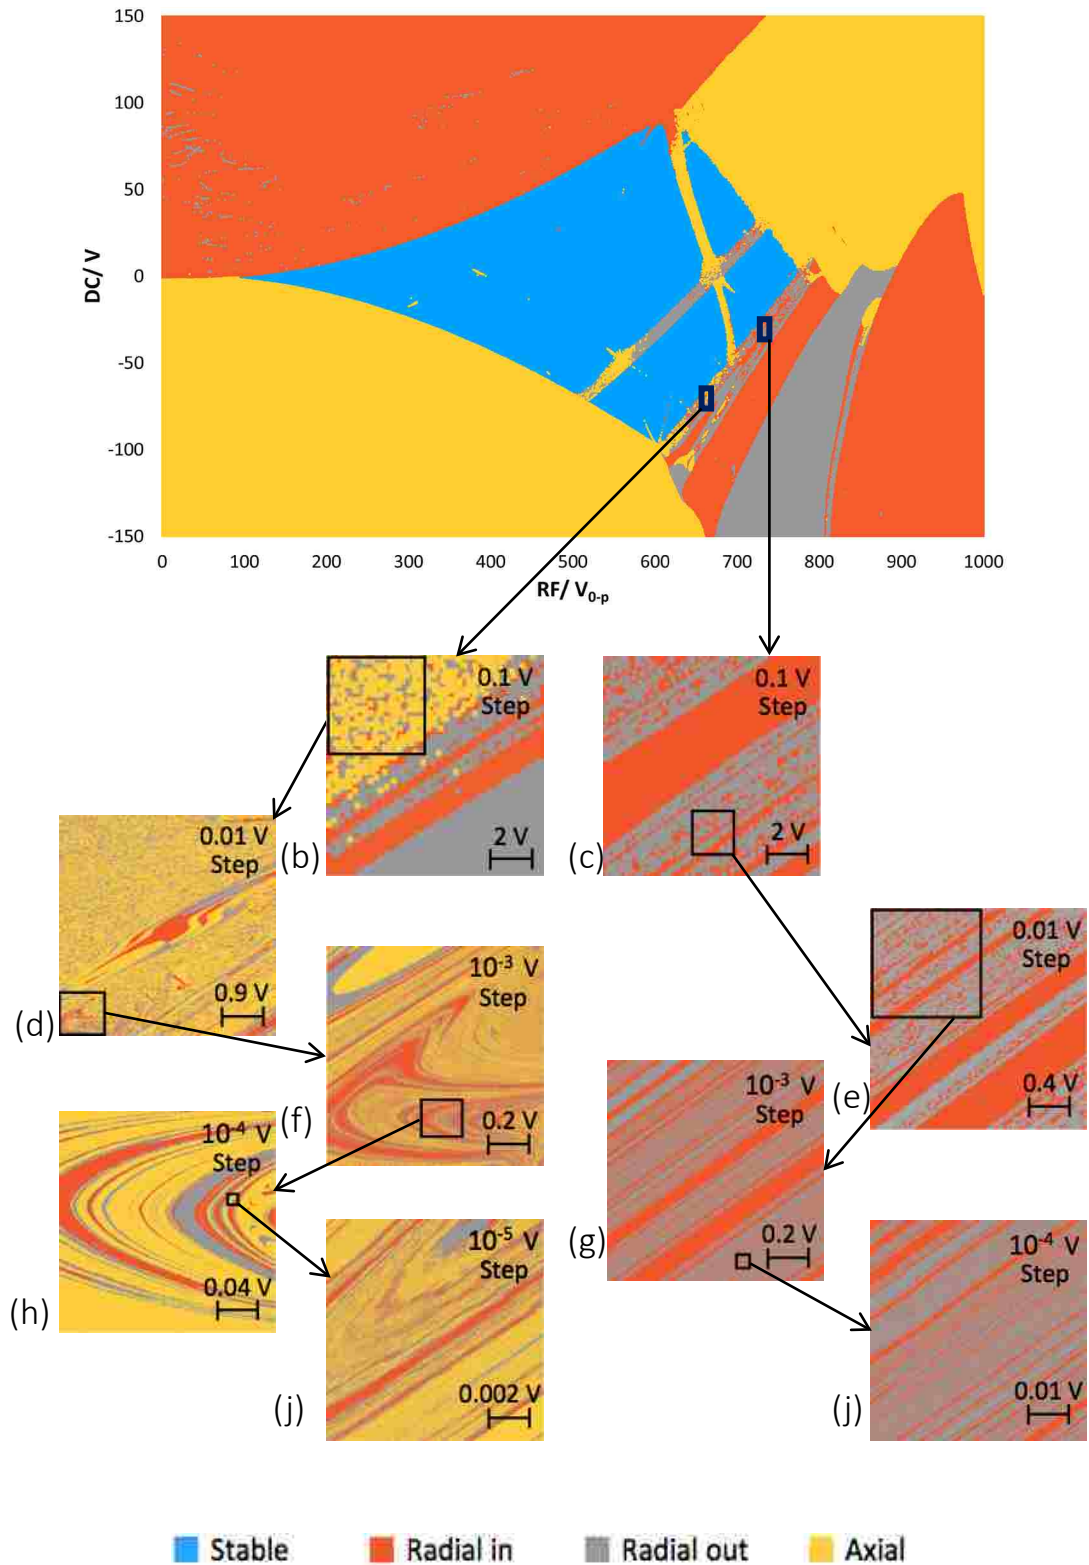 150
100
50
0
-50
-100
-150
DC/ V
0 100 200 300 400 500 600 700 800 900 1000
RF/ V0-p
0.1 V
Step
2 V
(b)
0.1 V
Step
2 V
(c)
0.01 V
Step
0.9 V
(d)
10-3 V
Step
0.2 V
(f)
0.01 V
Step
0.4 V
(e)
10-3 V
Step
0.2 V
(g)
10-4 V
Step
0.04 V
(h)
10-5 V
Step
0.002 V
(j)
10-4 V
Step
0.01 V
(j)
Stable Radial in Radial out Axial